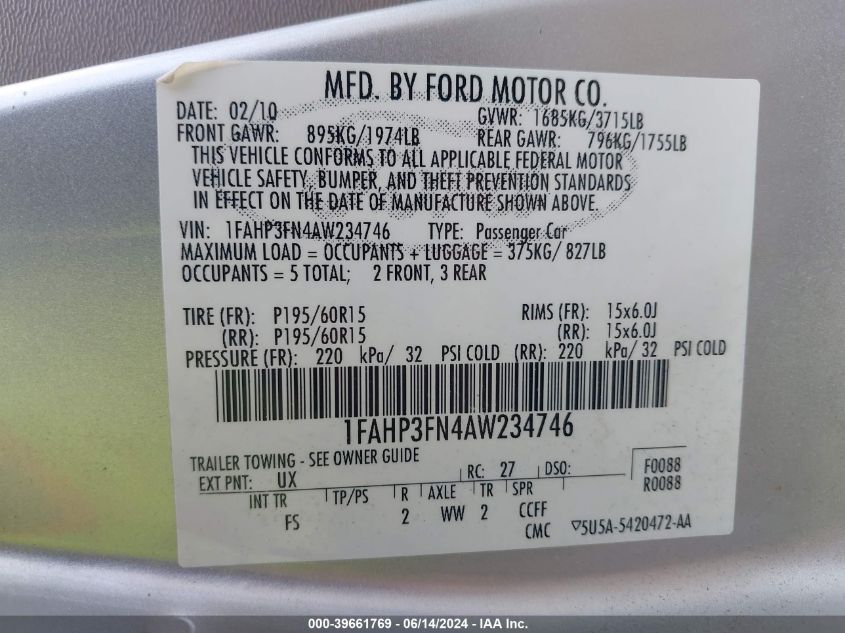 MFD. BY FORD MOTOR CO.
DATE: 02/10 GVWR: 1685KG/3715LB
FRONT GAWR: 895KG/1974LB REAR GAWR: 796KG/1755LB
THIS VEHICLE CONFORMS TO ALL APPLICABLE FEDERAL MOTOR
VEHICLE SAFETY, BUMPER, AND THEFT PREVENTION STANDARDS
IN EFFECT ON THE DATE OF MANUFACTURE SHOWN ABOVE.
VIN: 1FAHP3FN4AW234746 TYPE: Passenger Car
MAXIMUM LOAD = OCCUPANTS + LUGGAGE = 375KG/ 827LB
OCCUPANTS = 5 TOTAL; 2 FRONT, 3 REAR
TIRE (FR): P195/60R15 RIMS (FR): 15x6.0J
(RR): P195/60R15 (RR): 15x6.0J
PRESSURE (FR): 220 kPa/ 32 PSI COLD (RR): 220 kPa/ 32 PSI COLD
1FAHP3FN4AW234746
TRAILER TOWING - SEE OWNER GUIDE
EXT PNT: UX RC: 27 DSO: F0088
R0088
INT TR TP/PS R AXLE TR SPR
FS 2 WW 2 CCFF
CMC 5U5A-5420472-AA
000-39661769 - 06/14/2024 - IAA Inc.